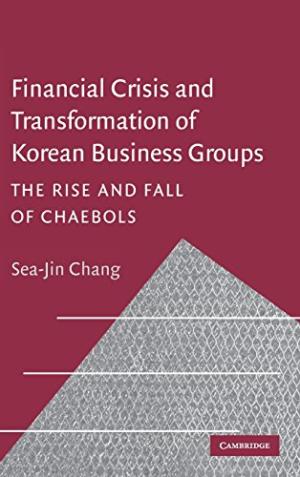 Financial Crisis and
Transformation of
Korean Business Groups
THE RISE AND FALL
OF CHAEBOLS
Sea-Jin Chang
CAMBRIDGE